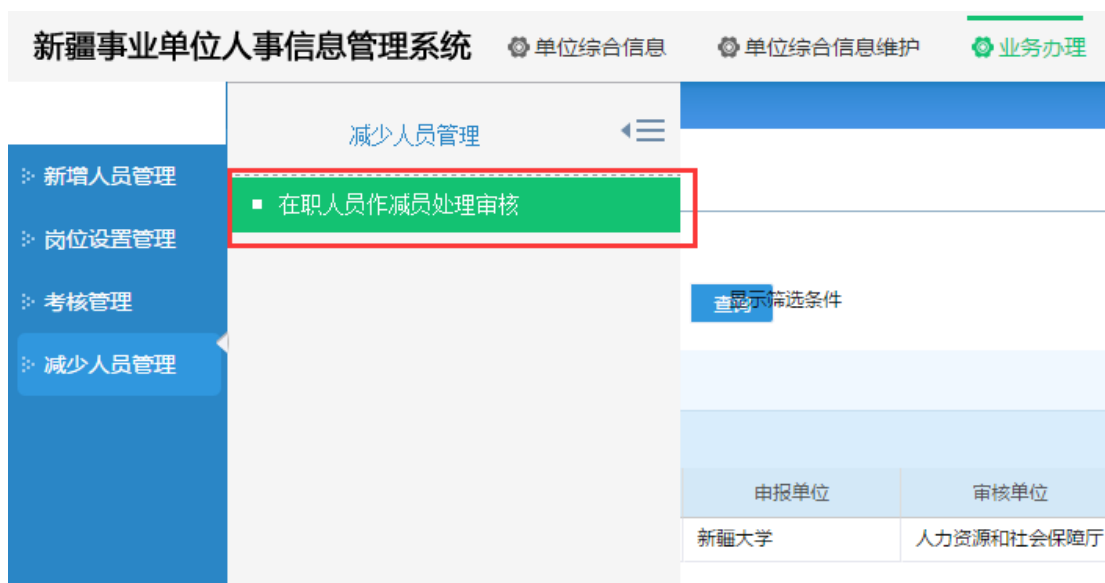 新疆事业单位人事信息管理系统 单位综合信息 单位综合信息维护 业务办理
减少人员管理
新增人员管理
在职人员作减员处理审核
岗位设置管理
考核管理
查询 显示筛选条件
减少人员管理
申报单位 审核单位
新疆大学 人力资源和社会保障厅